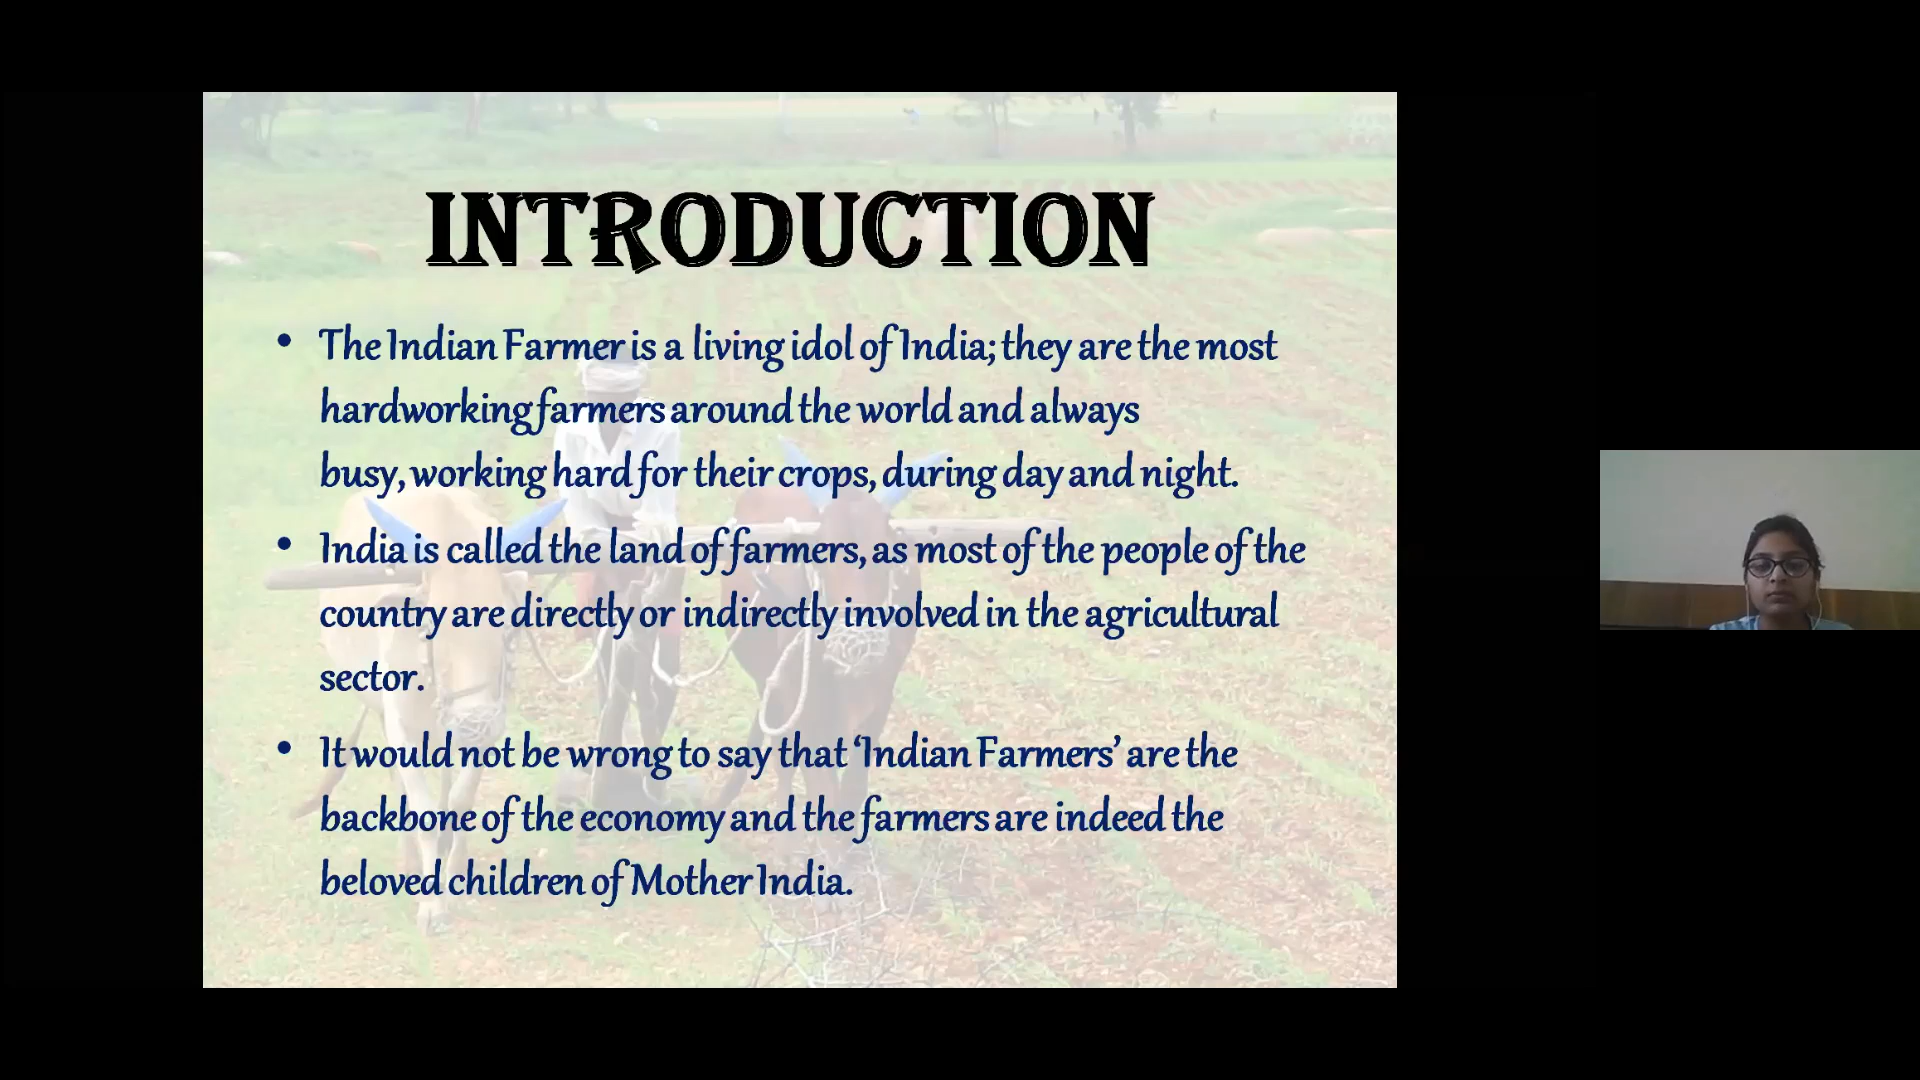 INTRODUCTION
• The Indian Farmer is a living idol of India; they are the most
hardworking farmers around the world and always
busy, working hard for their crops, during day and night.
• India is called the land of farmers, as most of the people of the
country are directly or indirectly involved in the agricultural
sector.
• It would not be wrong to say that ‘Indian Farmers’ are the
backbone of the economy and the farmers are indeed the
beloved children of Mother India.